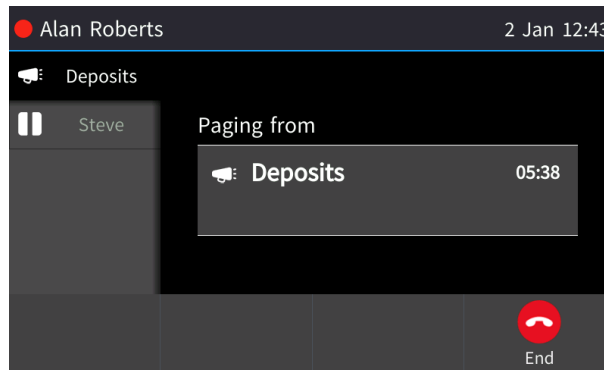 Alan Roberts 2 Jan 12:43
Deposits
Steve
Paging from
Deposits 05:38
End